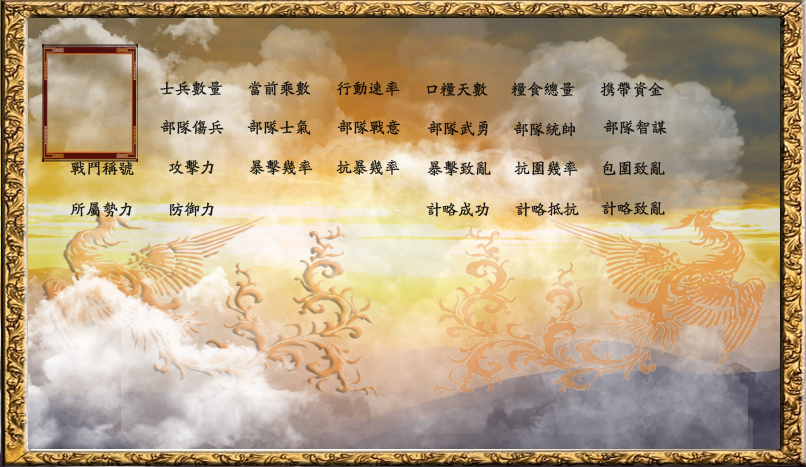 士兵數量 當前乘數 行動速率 口糧天數 糧食總量 携帶資金
部隊傷兵 部隊士氣 部隊戰意 部隊武勇 部隊統帥 部隊智謀
戰鬥稱號 攻擊力 暴擊幾率 抗暴幾率 暴擊致亂 抗圍幾率 包圍致亂
所屬勢力 防御力 計略成功 計略抵抗 計略致亂